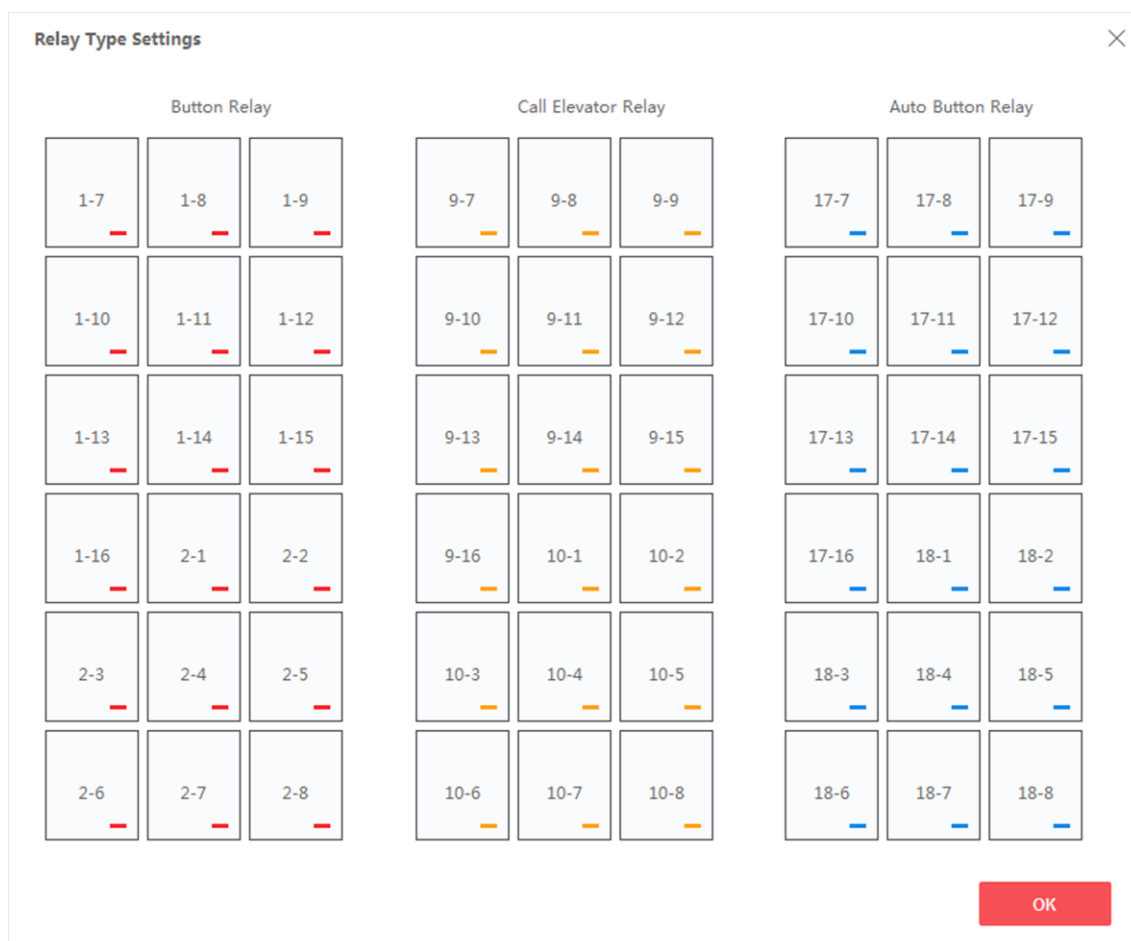 Relay Type Settings
Button Relay Call Elevator Relay Auto Button Relay
1-7 1-8 1-9 9-7 9-8 9-9 17-7 17-8 17-9
1-10 1-11 1-12 9-10 9-11 9-12 17-10 17-11 17-12
1-13 1-14 1-15 9-13 9-14 9-15 17-13 17-14 17-15
1-16 2-1 2-2 9-16 10-1 10-2 17-16 18-1 18-2
2-3 2-4 2-5 10-3 10-4 10-5 18-3 18-4 18-5
2-6 2-7 2-8 10-6 10-7 10-8 18-6 18-7 18-8
OK